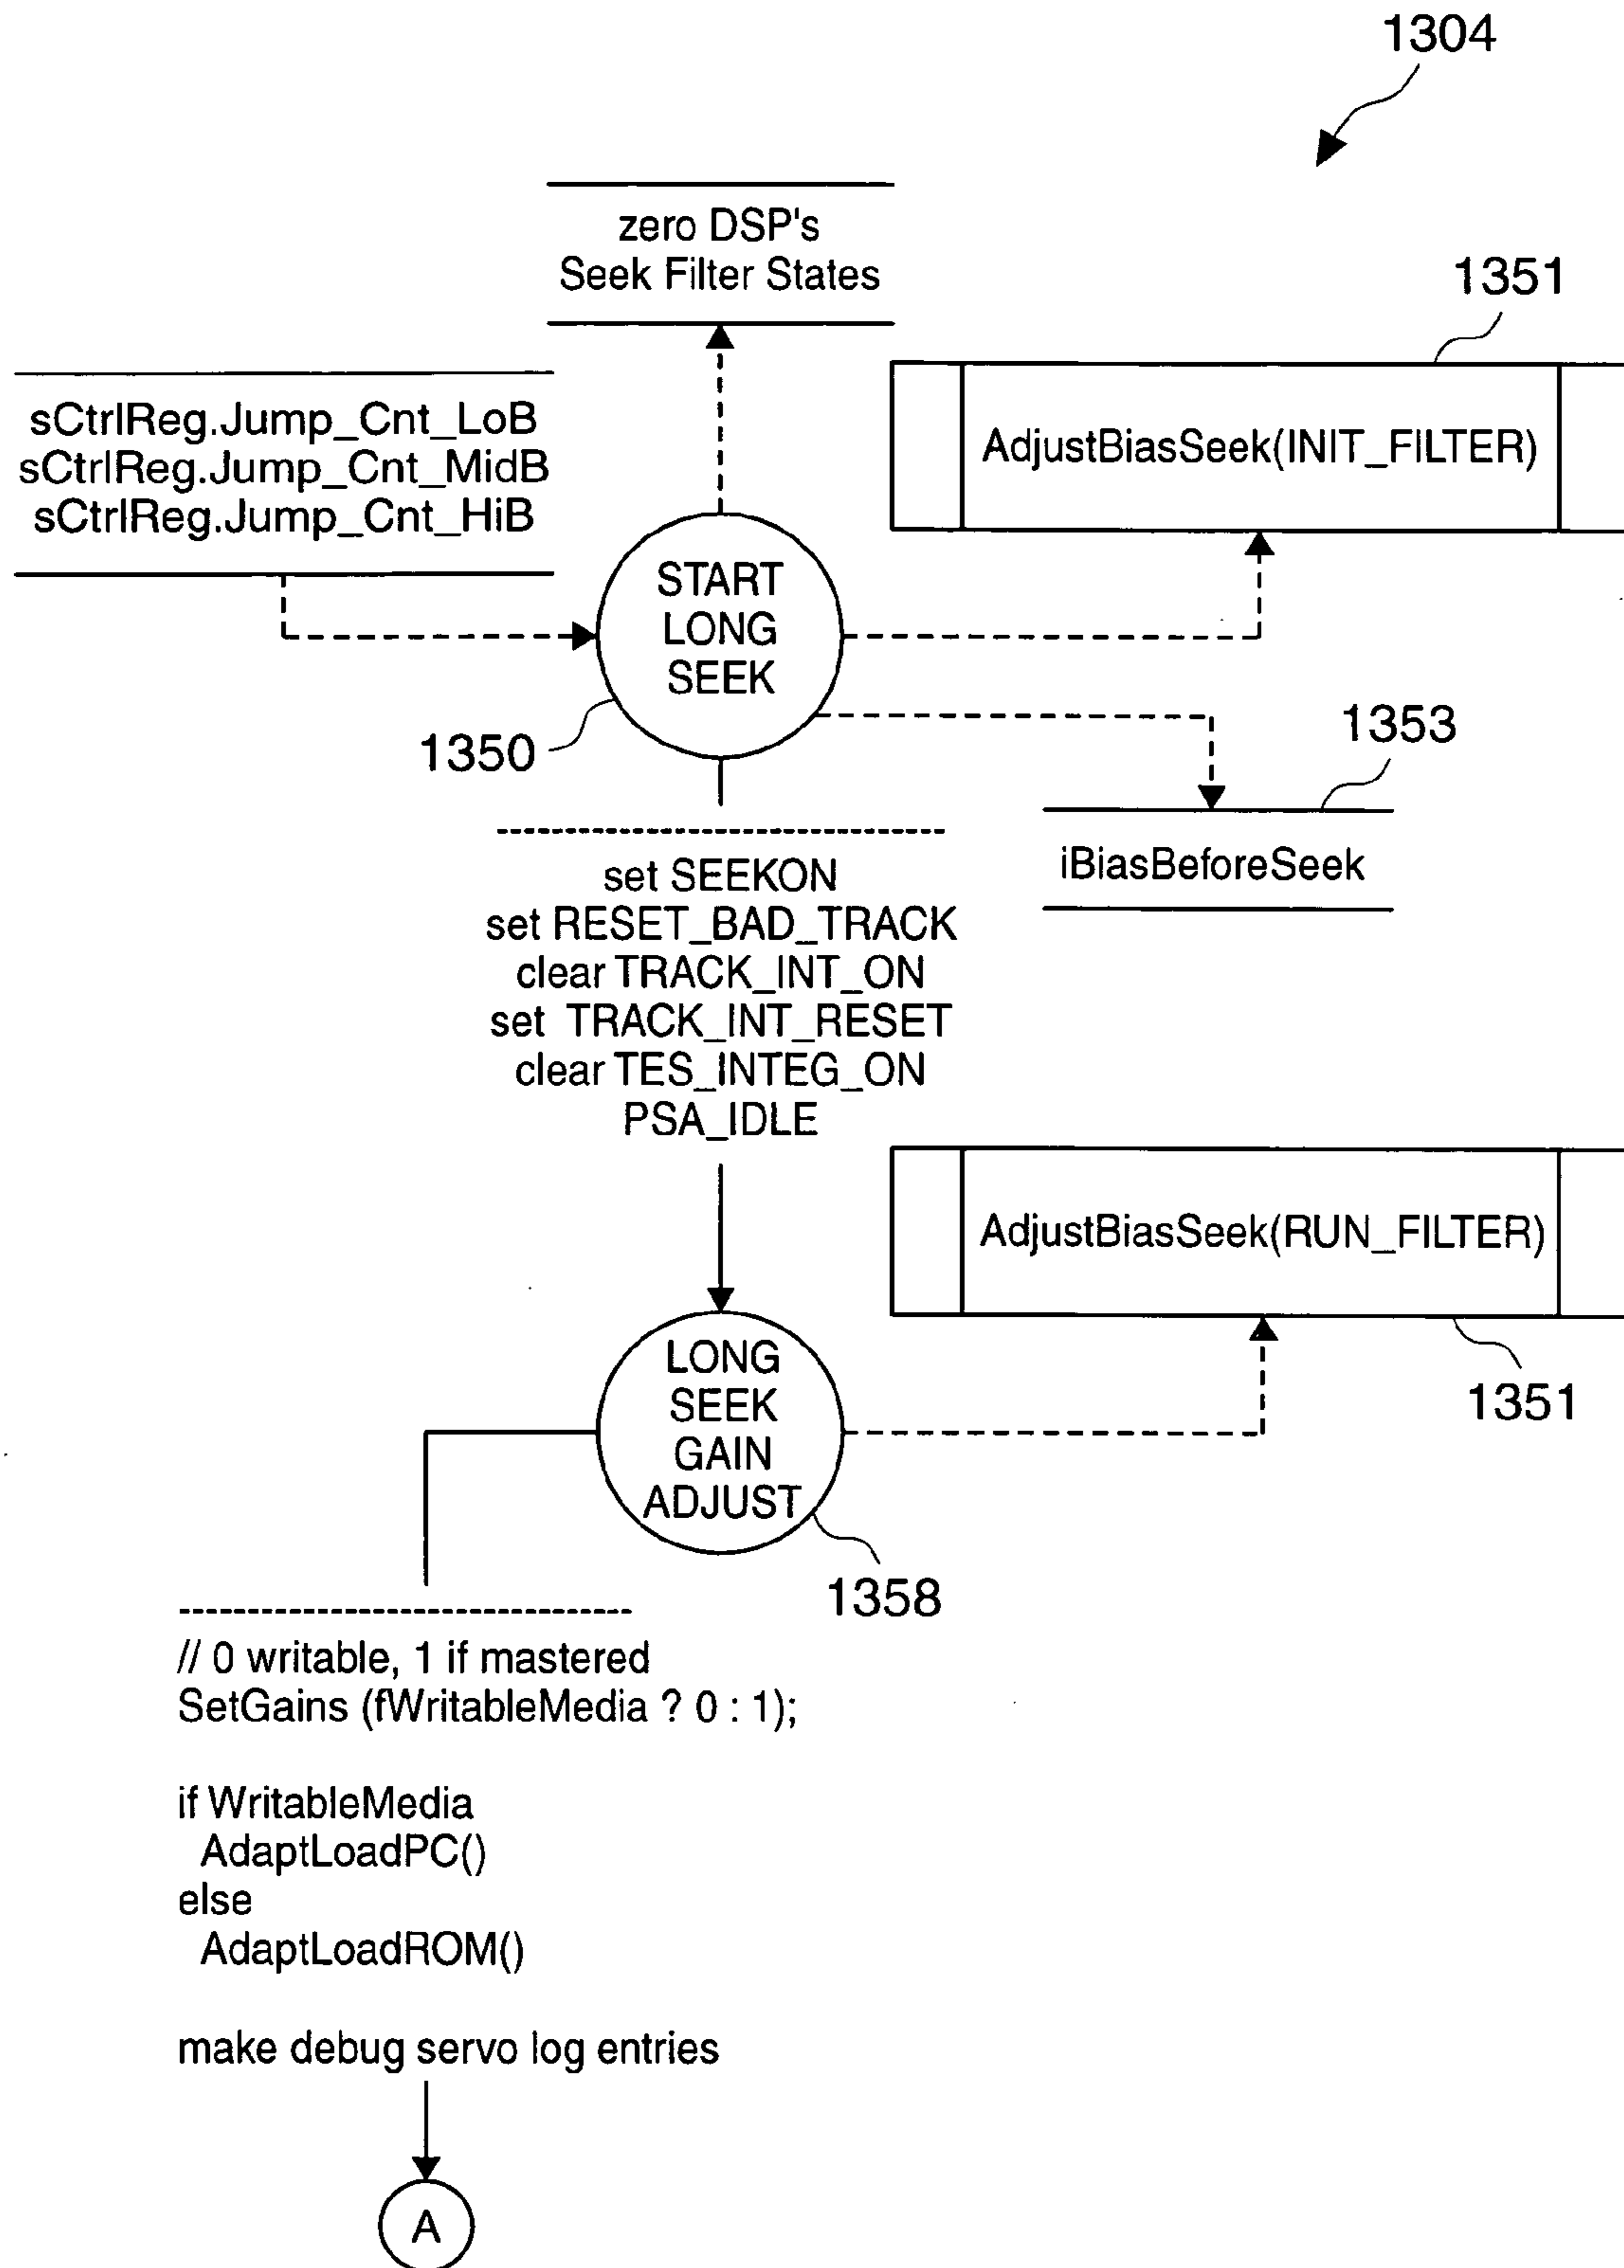 1304
zero DSP's
Seek Filter States
1351
sCtrlReg.Jump_Cnt_LoB
sCtrlReg.Jump_Cnt_MidB
sCtrlReg.Jump_Cnt_HiB
AdjustBiasSeek(INIT_FILTER)
START
LONG
SEEK
1350
1353
iBiasBeforeSeek
set SEEKON
set RESET_BAD_TRACK
clear TRACK_INT_ON
set TRACK_INT_RESET
clear TES_INTEG_ON
PSA_IDLE
AdjustBiasSeek(RUN_FILTER)
1351
LONG
SEEK
GAIN
ADJUST
1358
// 0 writable, 1 if mastered
SetGains (fWritableMedia ? 0 : 1);
if WritableMedia
AdaptLoadPC()
else
AdaptLoadROM()
make debug servo log entries
A